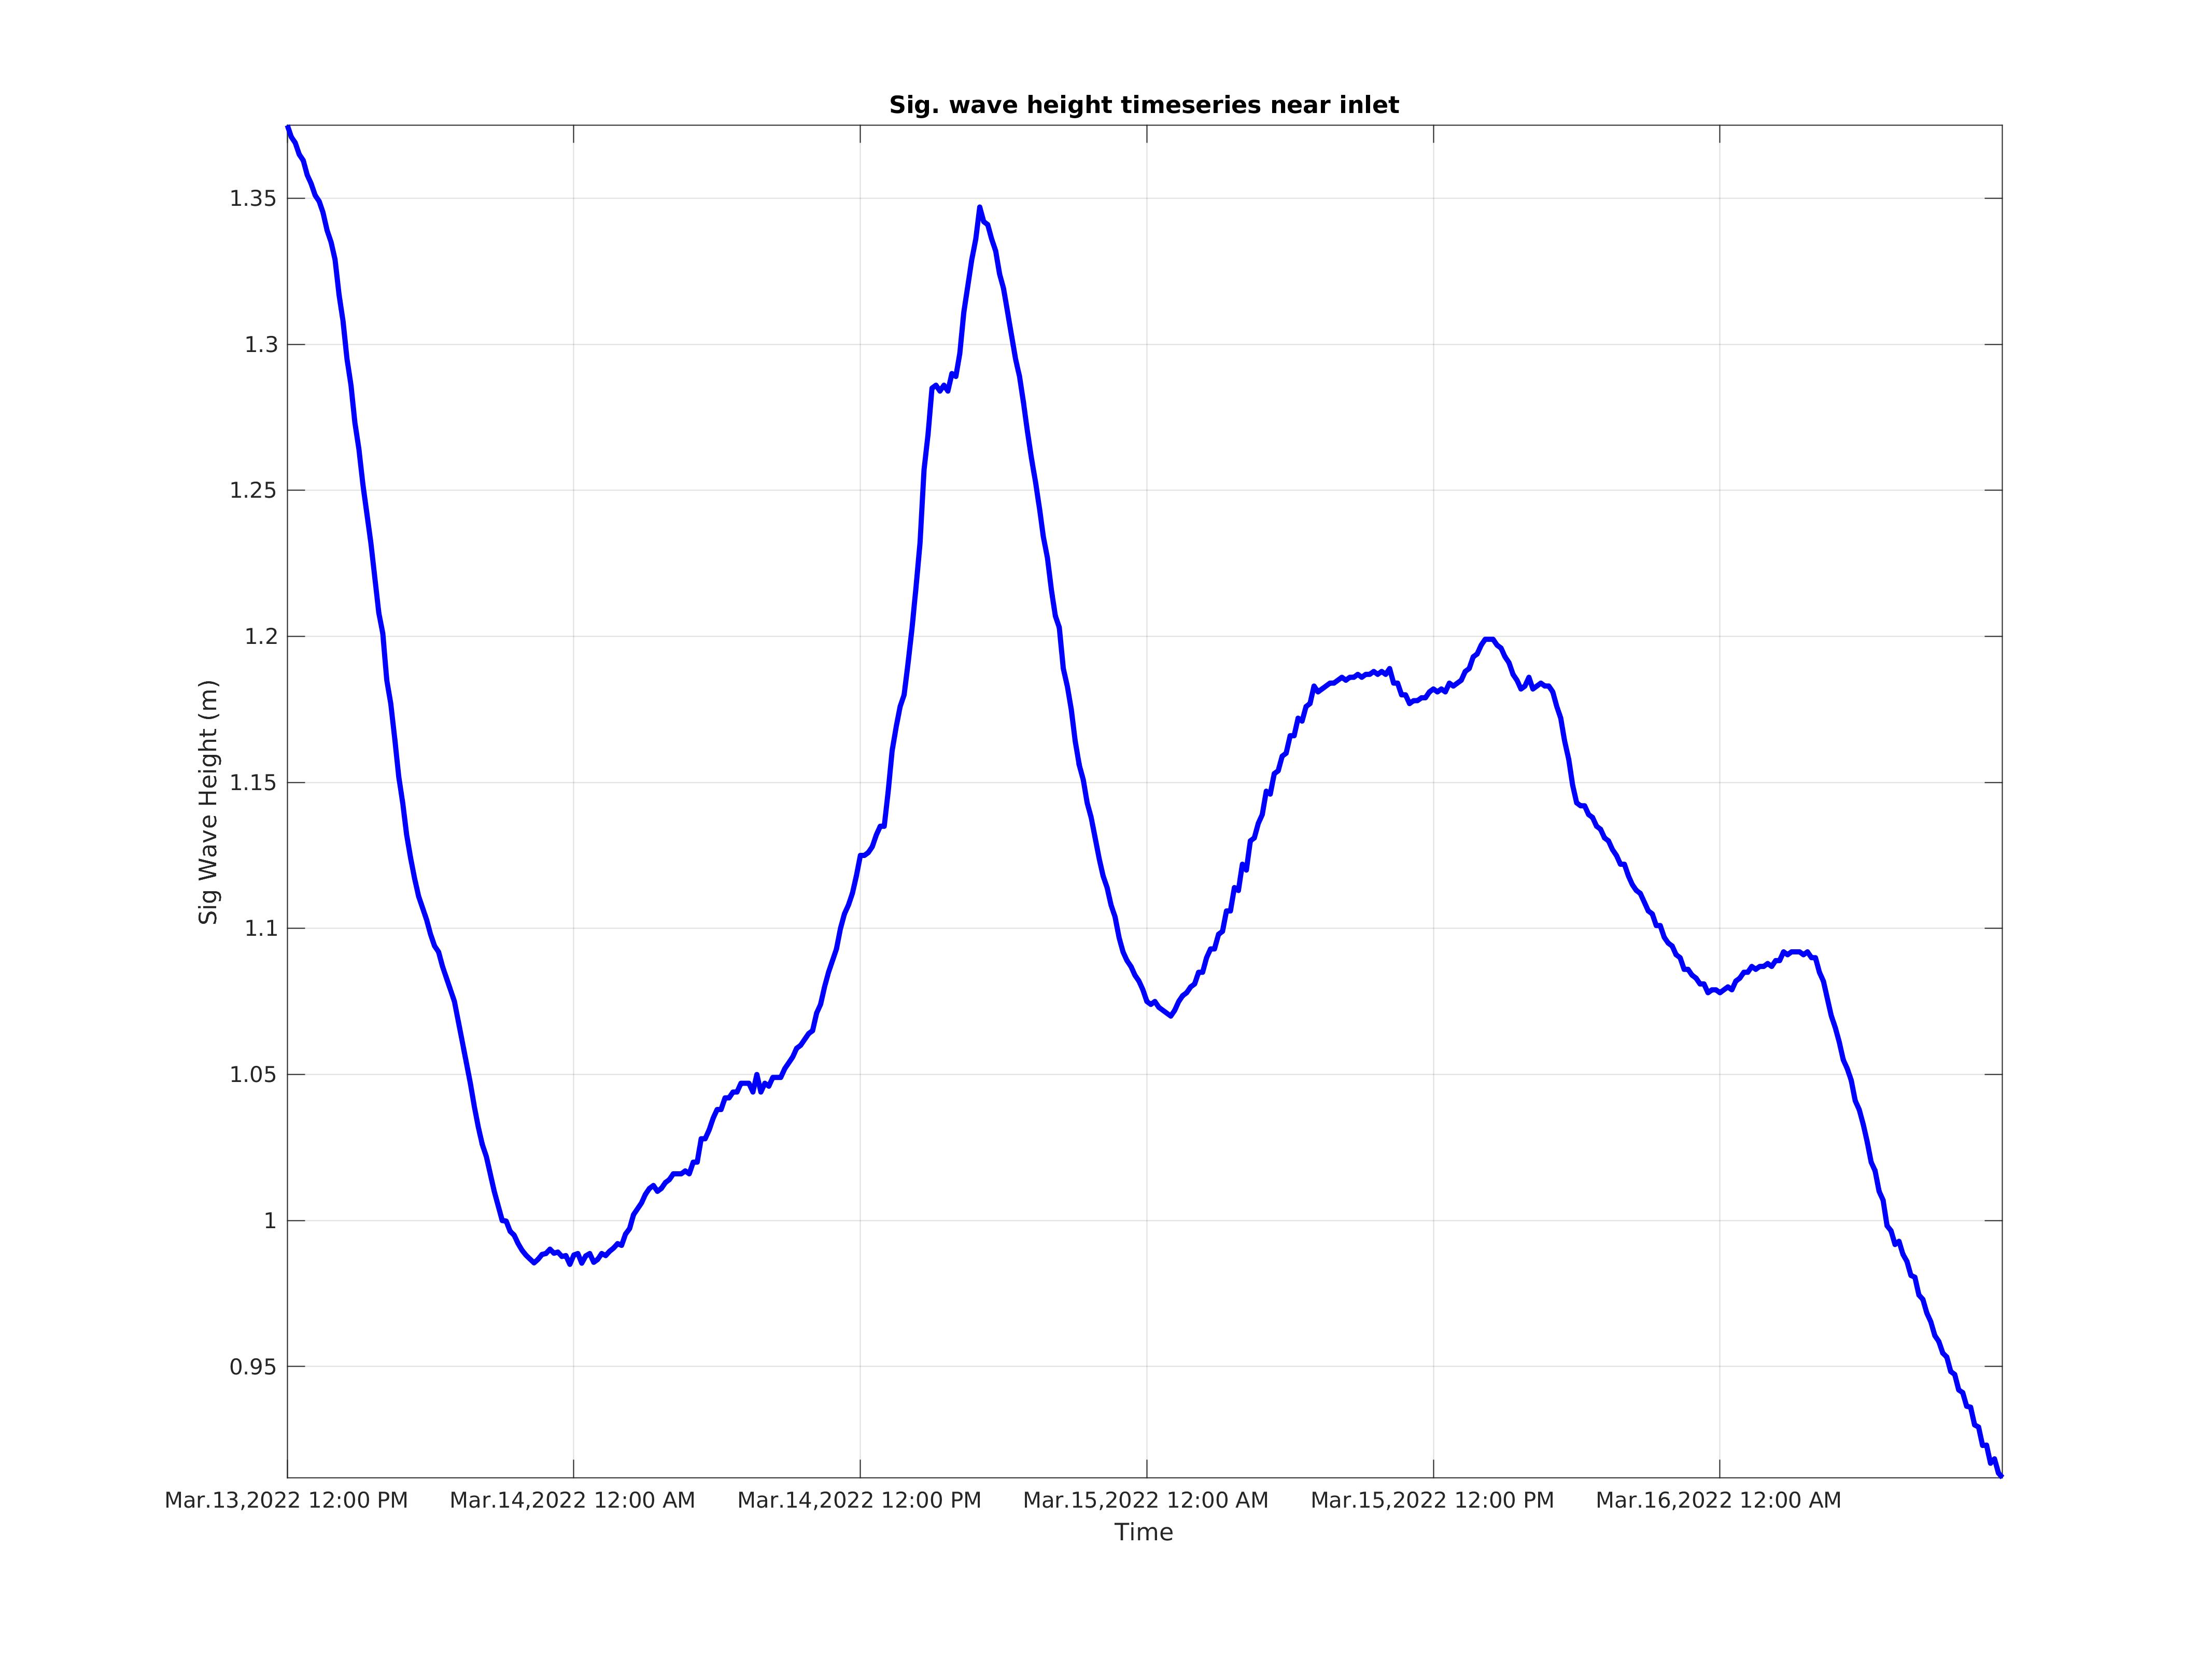 Sig. wave height timeseries near inlet
1.35
1.3
1.25
1.2
1.15
1.1
1.05
1
0.95
Sig Wave Height (m)
Mar.13,2022 12:00 PM Mar.14,2022 12:00 AM Mar.14,2022 12:00 PM Mar.15,2022 12:00 AM Mar.15,2022 12:00 PM Mar.16,2022 12:00 AM
Time